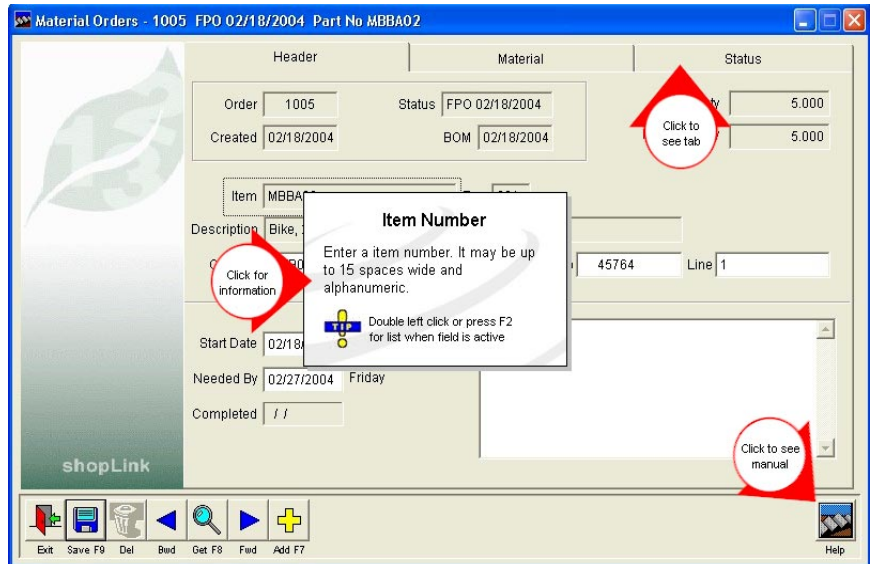 Material Orders - 1005 FPO 02/18/2004 Part No MBBA02
Header Material Status
Order 1005 Status FPO 02/18/2004 5.000
Created 02/18/2004 BOM 02/18/2004 5.000
Click to
see tab
Item
Description Bike,
Item Number
Enter a item number. It may be up
to 15 spaces wide and
alphanumeric.
TIP
Double left click or press F2
for list when field is active
Click for
information
45764 Line 1
Start Date 02/18/
Needed By 02/27/2004 Friday
Completed / /
Click to see
manual
shopLink
Exit Save F9 Del Bwd Get F8 Fwd Add F7 Help